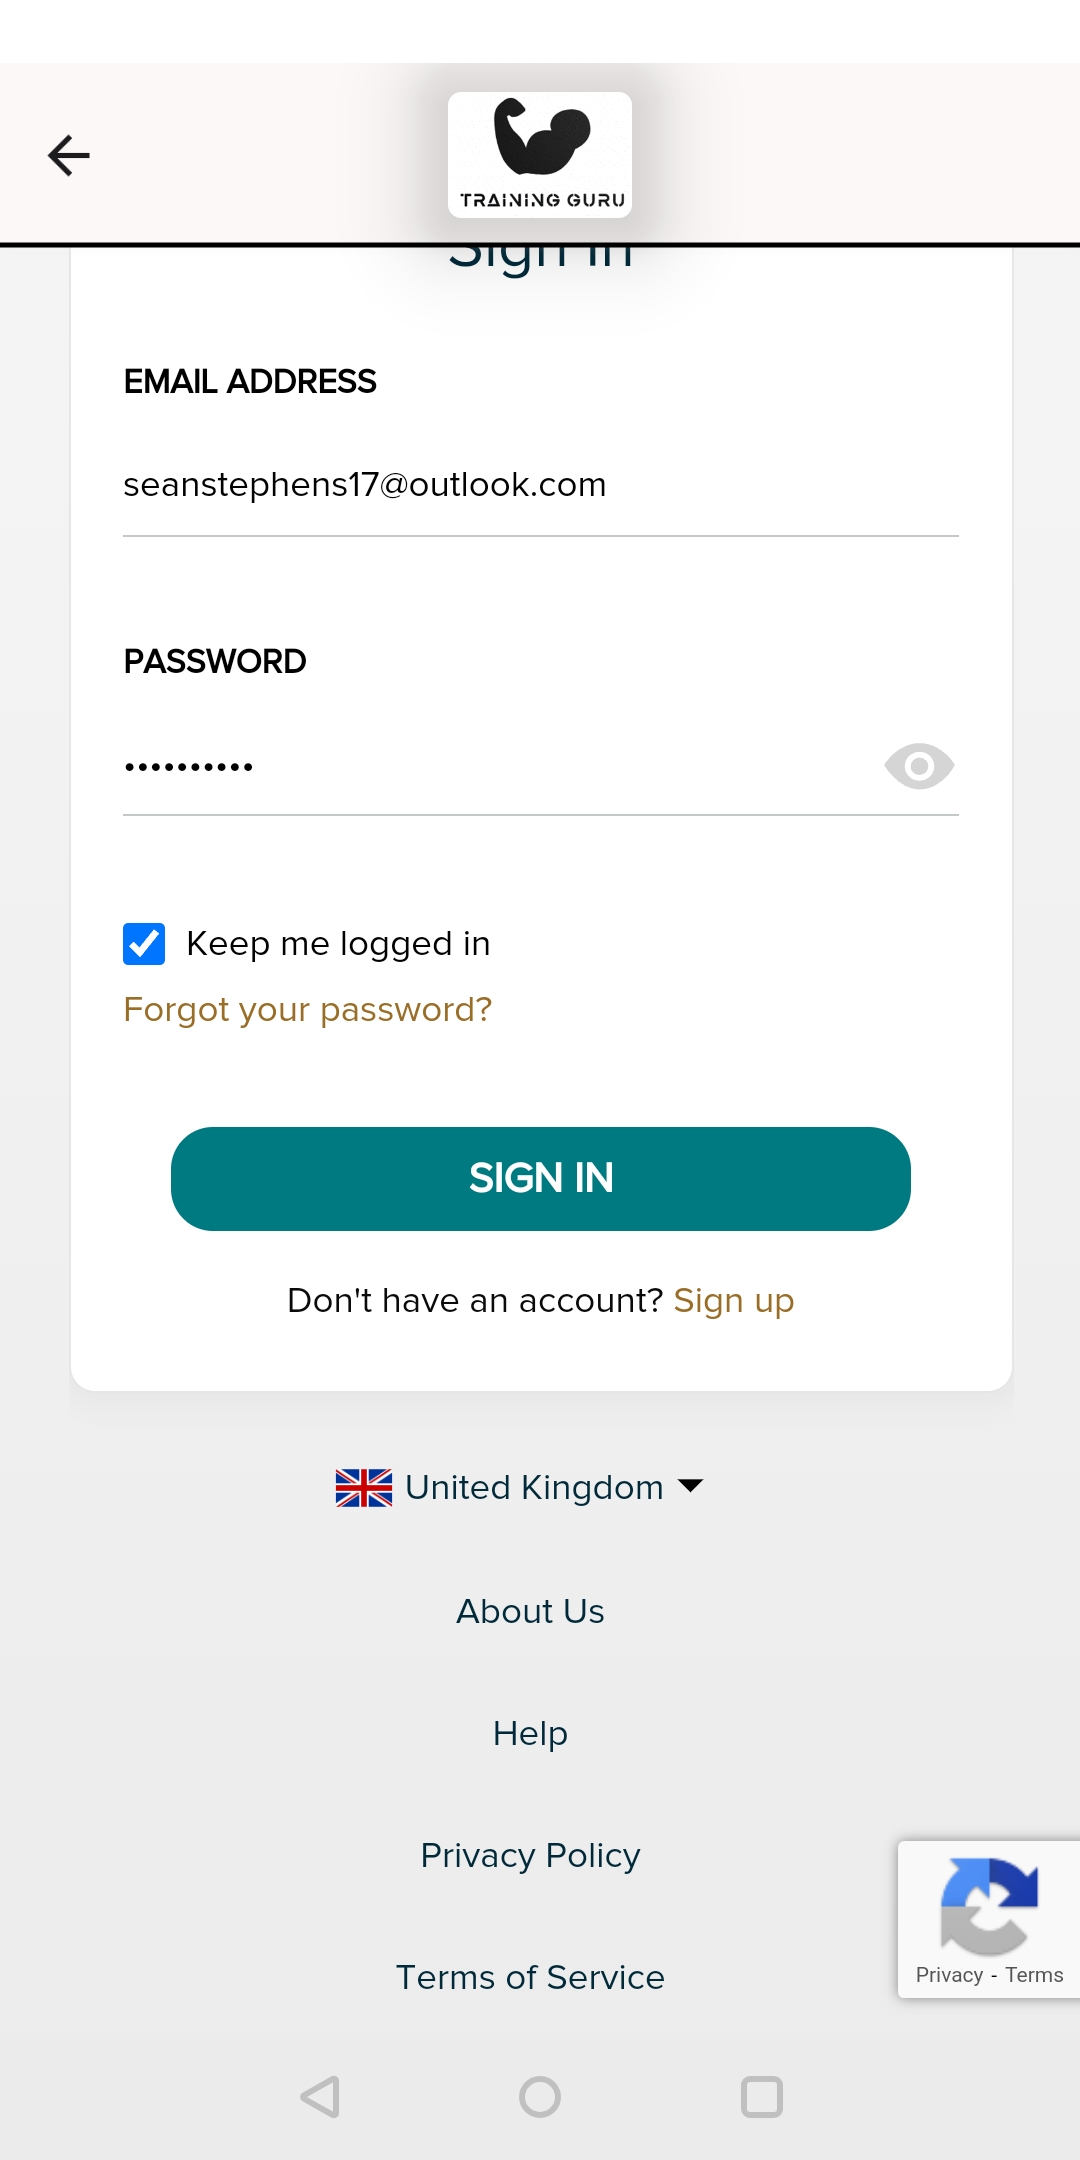 TRAINING GURU
Sign in
EMAIL ADDRESS
seanstephens17@outlook.com
PASSWORD
••••••••••
Keep me logged in
Forgot your password?
SIGN IN
Don't have an account? Sign up
United Kingdom
About Us
Help
Privacy Policy
Terms of Service
Privacy - Terms